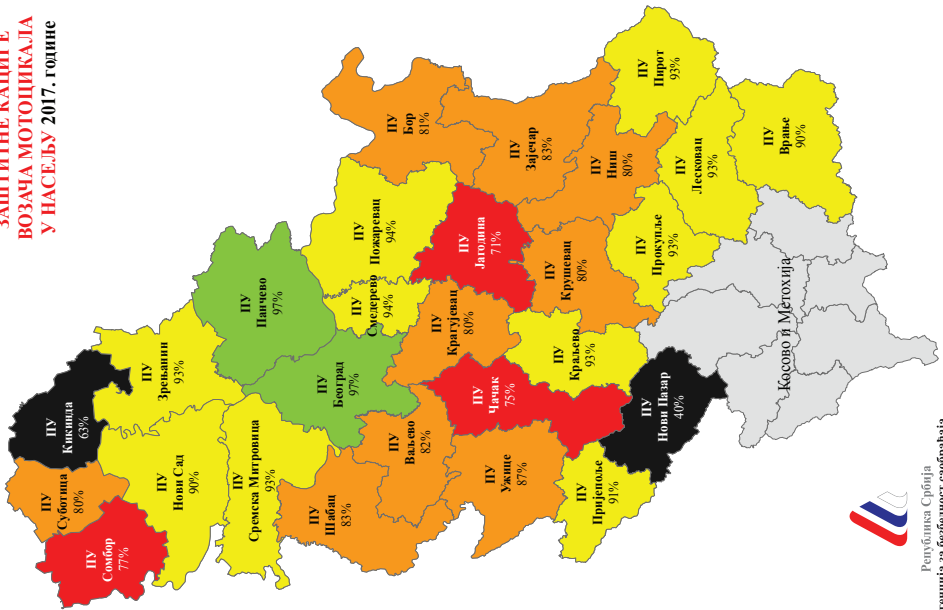 ЗАШТИТНЕ КАЦИГЕ
ВОЗАЧА МОТОЦИКАЛА
У НАСЕЉУ 2017. године
ПУ
Суботица
80%
ПУ
Сомбор
77%
ПУ
Кикинда
63%
ПУ
Нови Сад
90%
ПУ
Зрењанин
93%
ПУ
Сремска Митровица
93%
ПУ
Панчево
97%
ПУ
Београд
97%
ПУ
Шабац
83%
ПУ
Ваљево
82%
ПУ
Смедерево
94%
ПУ
Пожаревац
94%
ПУ
Бор
81%
ПУ
Крагујевац
80%
ПУ
Јагодина
71%
ПУ
Зајечар
83%
ПУ
Ужице
87%
ПУ
Чачак
75%
ПУ
Краљево
93%
ПУ
Крушевац
80%
ПУ
Ниш
80%
ПУ
Пирот
93%
ПУ
Пријепоље
91%
ПУ
Нови Пазар
40%
ПУ
Прокупље
93%
ПУ
Лесковац
93%
ПУ
Врање
90%
Косово и Метохија
Република Србија
генција за безбедност саобраћаја